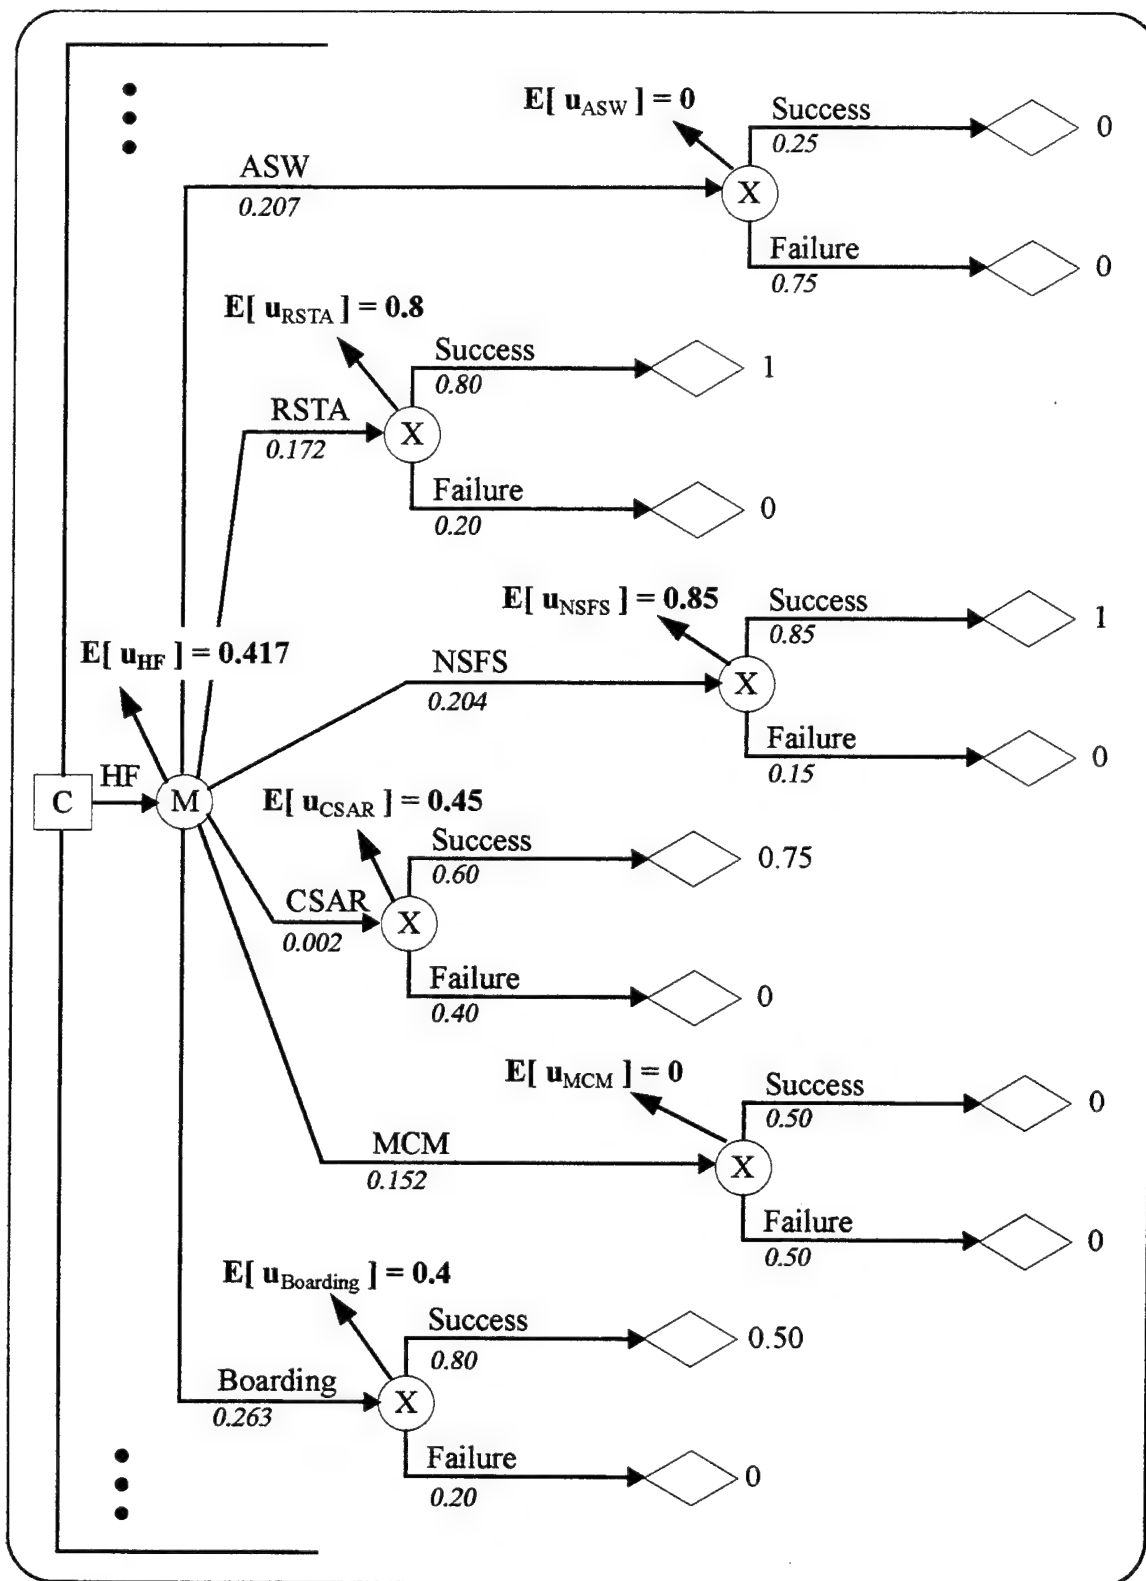 E[ u_ASW ] = 0
Success
0.25
0
ASW
0.207
X
Failure
0.75
0
E[ u_RSTA ] = 0.8
Success
0.80
1
RSTA
0.172
X
Failure
0.20
0
E[ u_NSFS ] = 0.85
Success
0.85
1
E[ u_HF ] = 0.417
NSFS
0.204
X
Failure
0.15
0
C
HF
M
E[ u_CSAR ] = 0.45
Success
0.60
0.75
CSAR
0.002
X
Failure
0.40
0
E[ u_MCM ] = 0
Success
0.50
0
MCM
0.152
X
Failure
0.50
0
E[ u_Boarding ] = 0.4
Success
0.80
0.50
Boarding
0.263
X
Failure
0.20
0